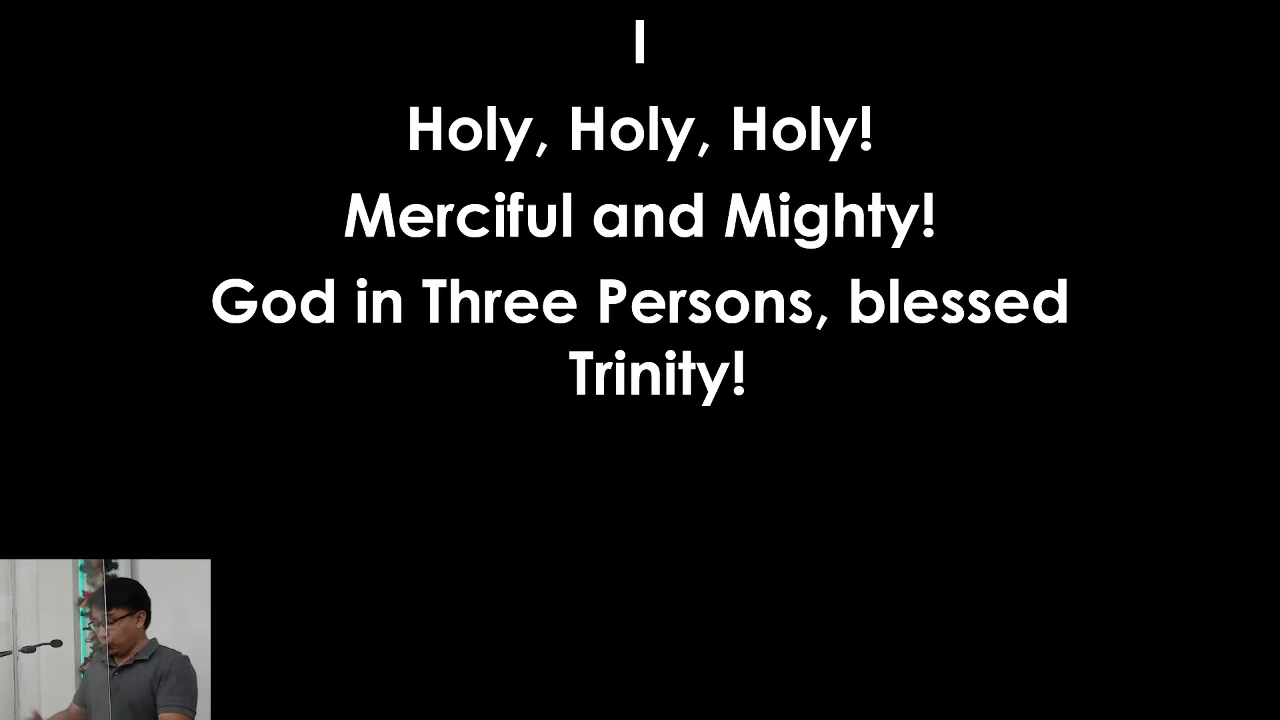 I
Holy, Holy, Holy!
Merciful and Mighty!
God in Three Persons, blessed
Trinity!